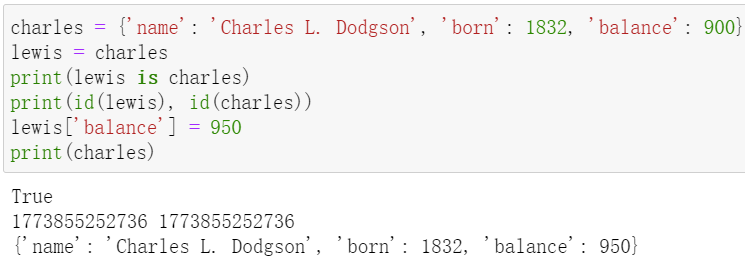 charles = {'name': 'Charles L. Dodgson', 'born': 1832, 'balance': 900}
lewis = charles
print(lewis is charles)
print(id(lewis), id(charles))
lewis['balance'] = 950
print(charles)
True
1773855252736 1773855252736
{'name': 'Charles L. Dodgson', 'born': 1832, 'balance': 950}